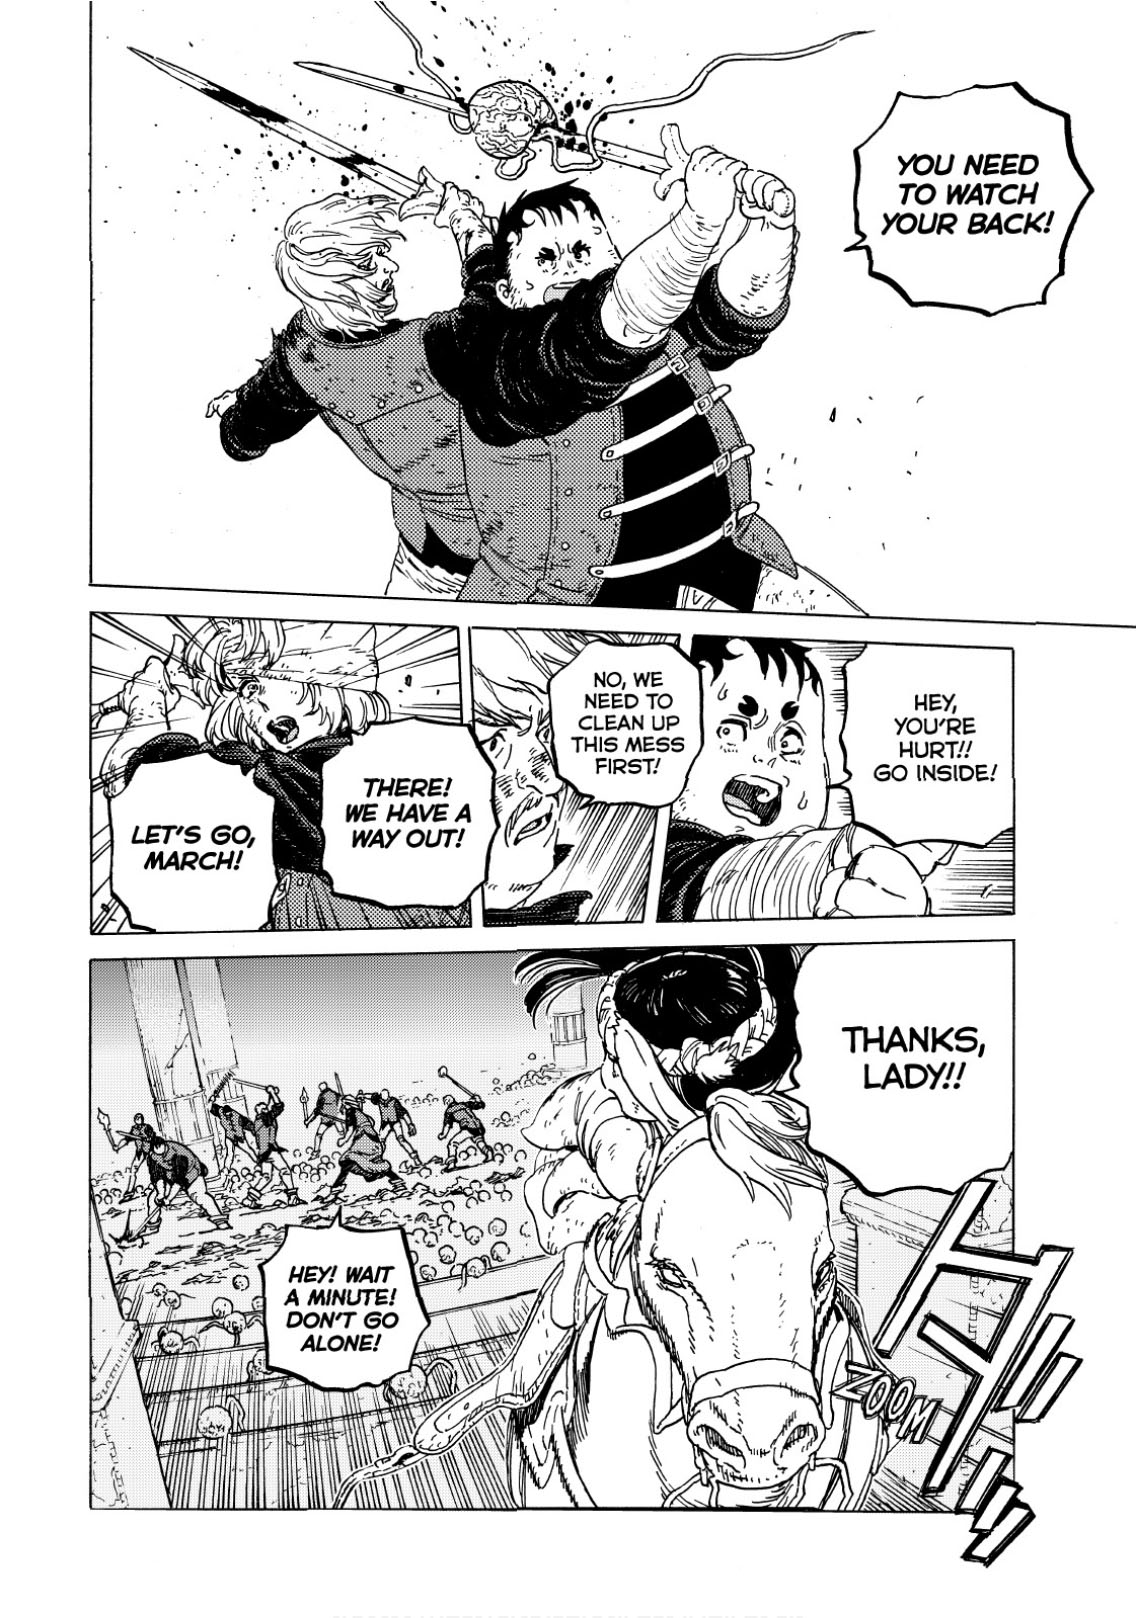 YOU NEED
TO WATCH
YOUR BACK!
HEY,
YOU'RE
HURT!!
GO INSIDE!
NO, WE
NEED TO
CLEAN UP
THIS MESS
FIRST!
THERE!
WE HAVE A
WAY OUT!
LET'S GO,
MARCH!
THANKS,
LADY!!
HEY! WAIT
A MINUTE!
DON'T GO
ALONE!
ZOOM